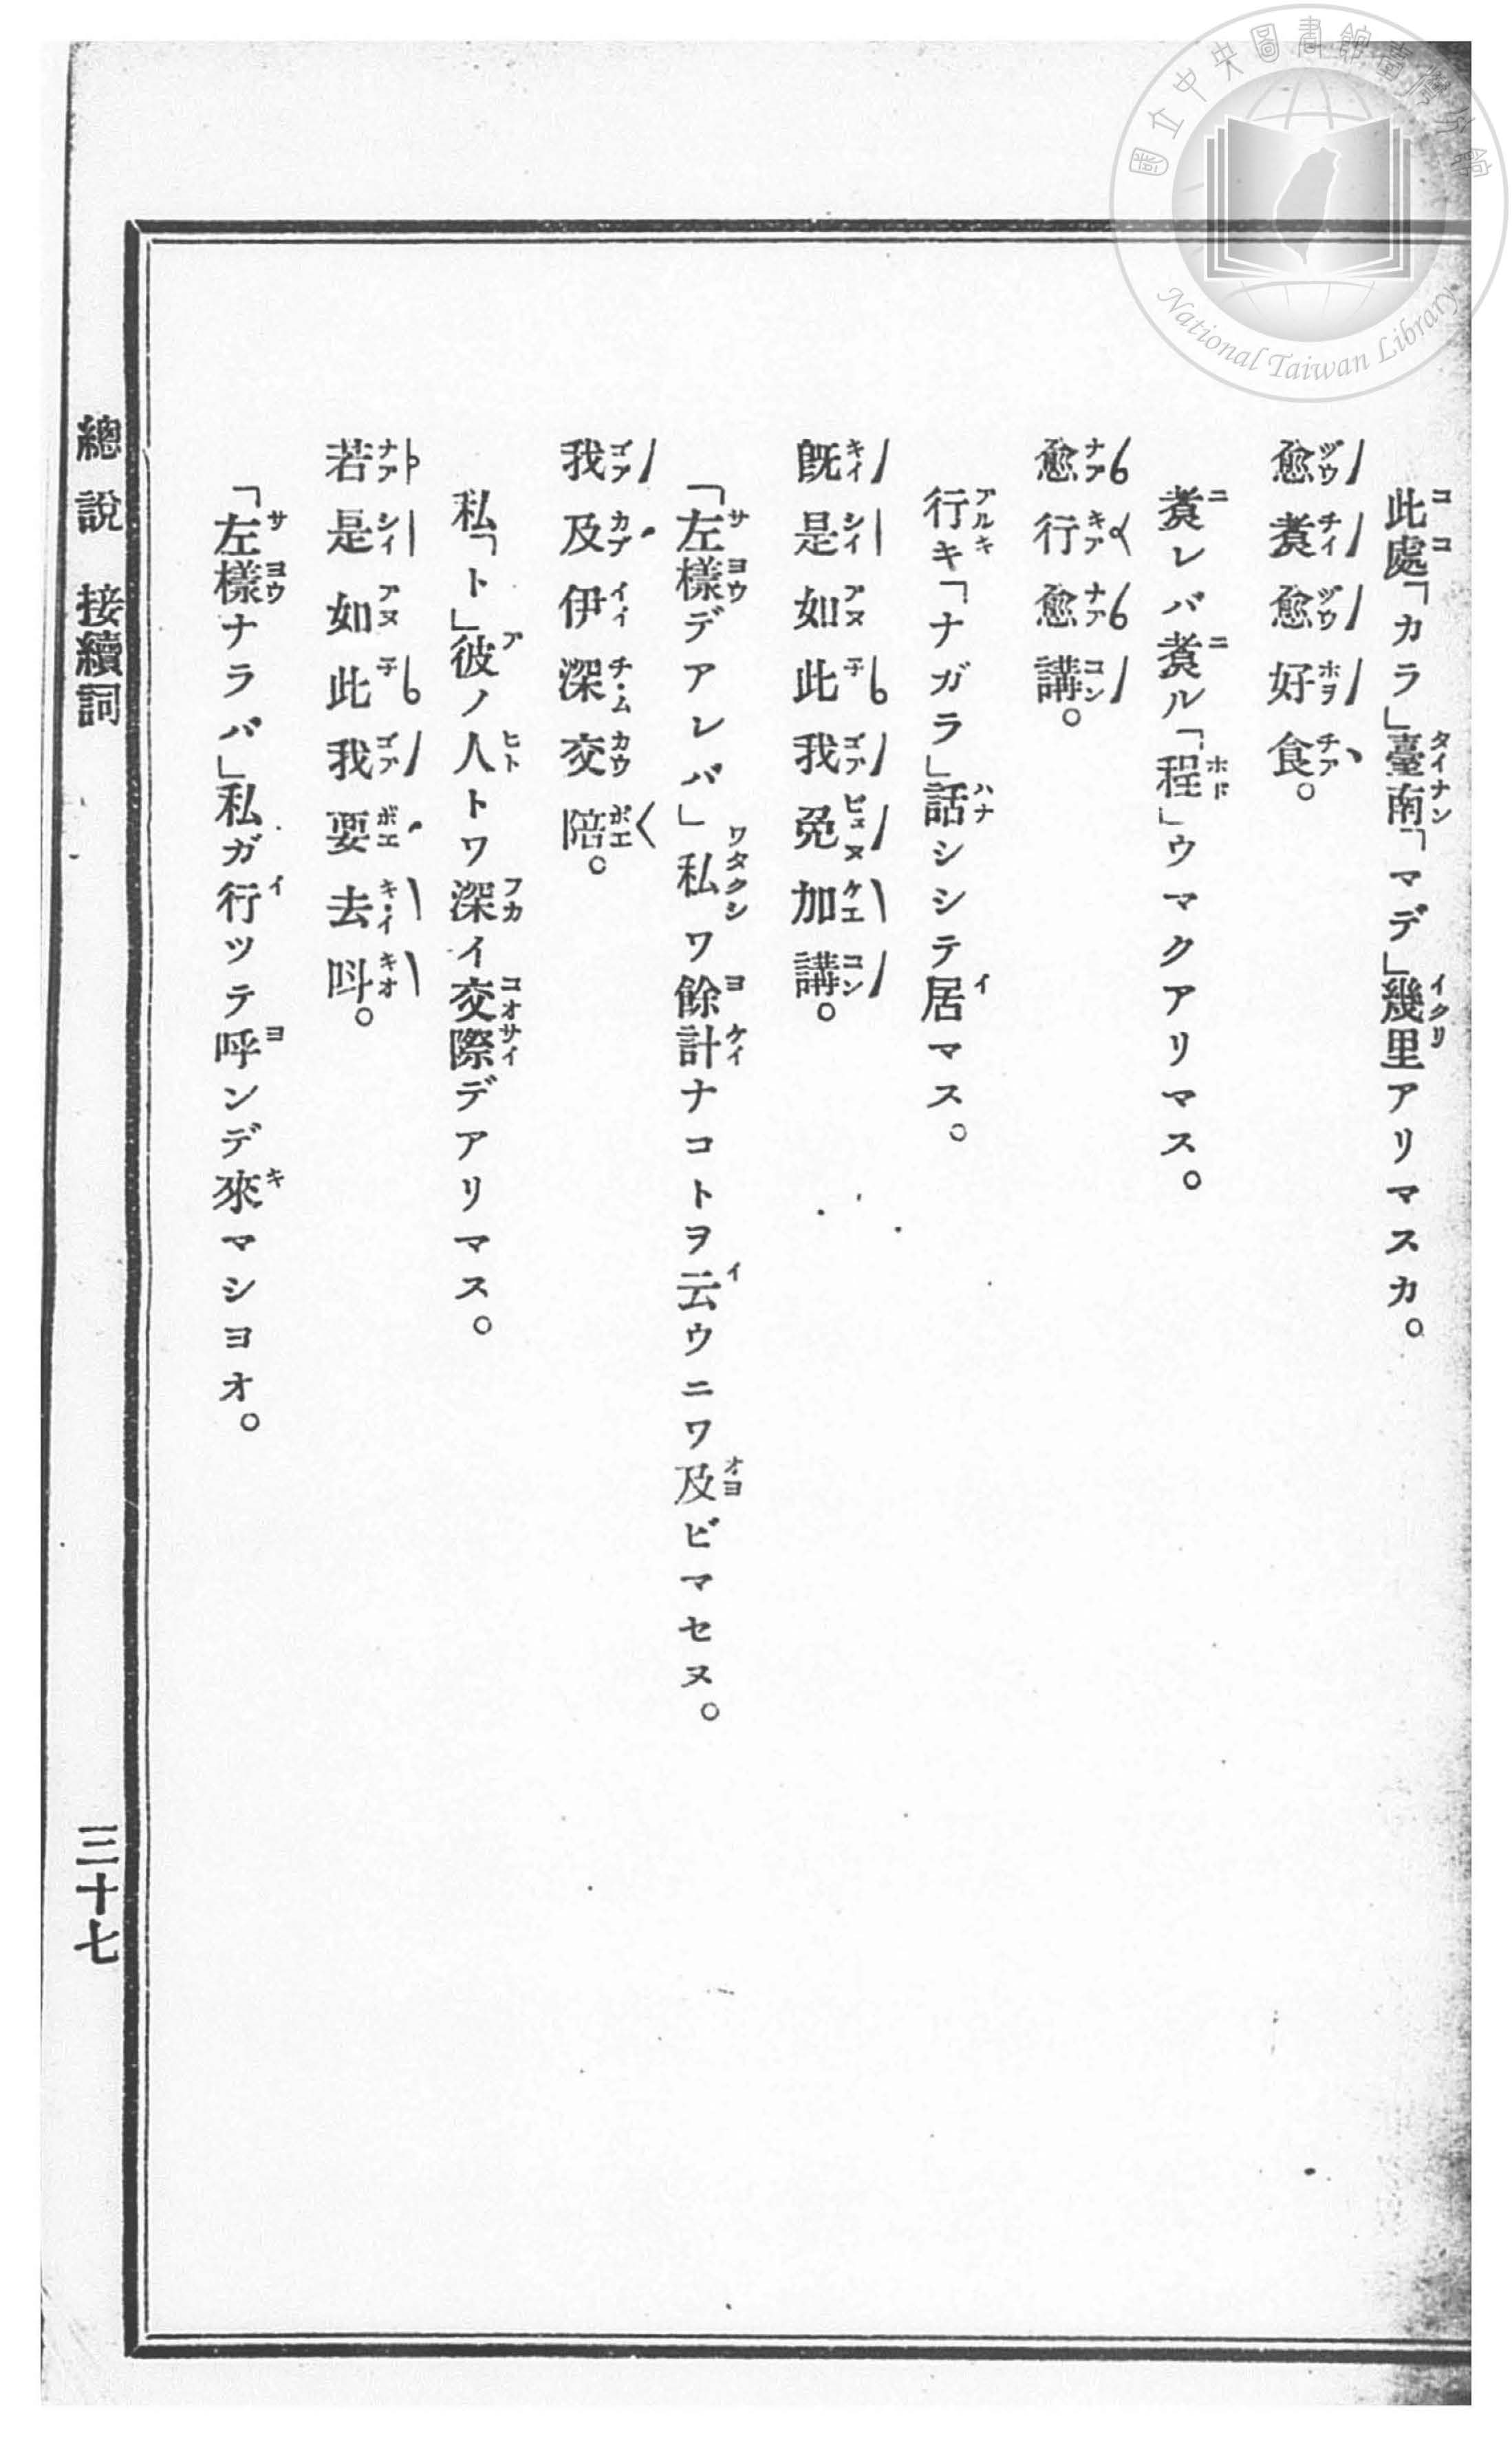 此處「カラ」臺南「マデ」幾里アリマスカ。
愈煑愈好食。
煑レバ煑ル「程」ウマクアリマス。
愈行愈講。
行キ「ナガラ」話シシテ居マス。
既是如此我免加講。
「左樣デアレバ」私ワ餘計ナコトヲ云ウニワ及ビマセヌ。
我及伊深交陪。
私「ト」彼ノ人トワ深イ交際デアリマス。
若是如此我要去呌。
「左樣ナラバ」私ガ行ツテ呼ンデ來マシヨオ。
總說 接續詞
三十七
國立中央圖書館臺灣分館
National Taiwan Library